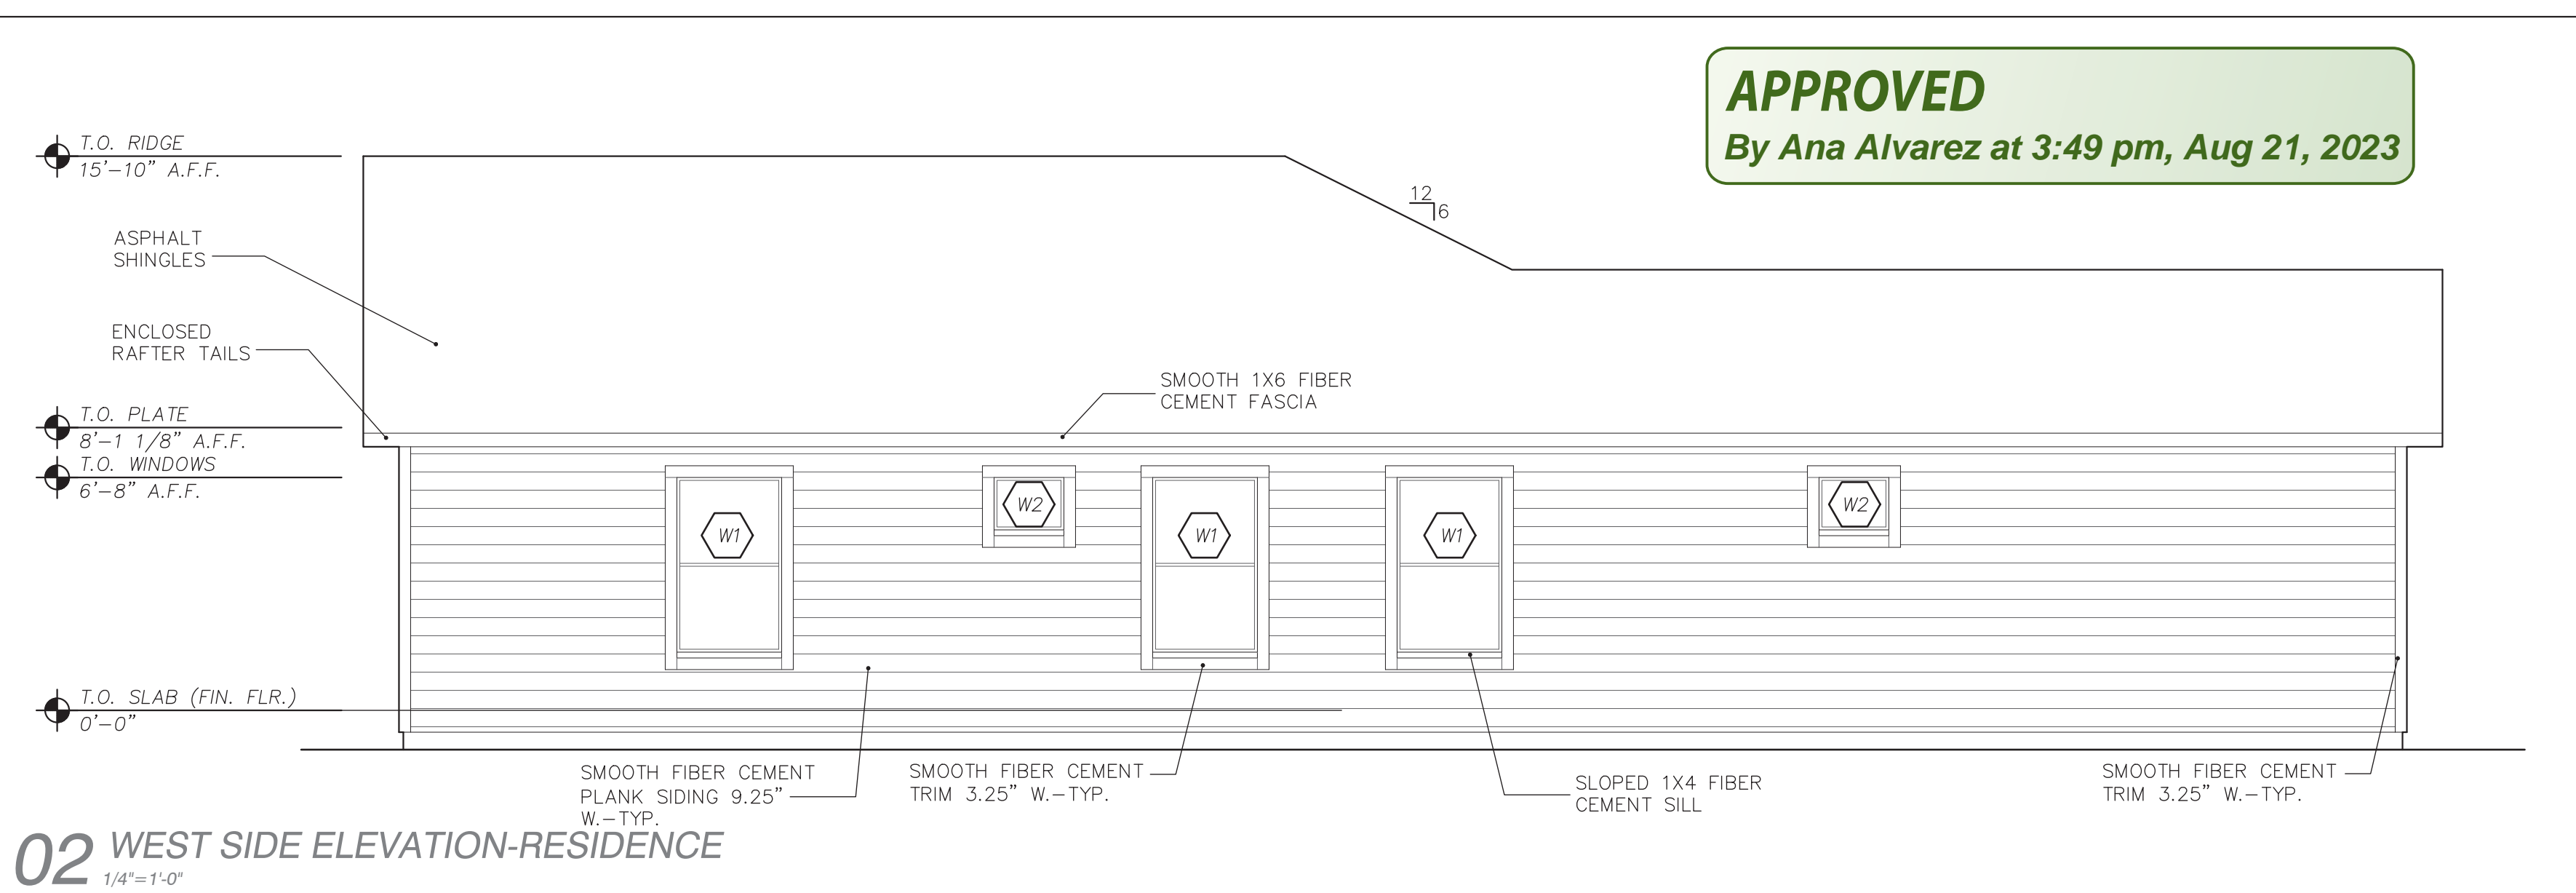 APPROVED
By Ana Alvarez at 3:49 pm, Aug 21, 2023
T.O. RIDGE
15'-10” A.F.F.
12
6
ASPHALT
SHINGLES
ENCLOSED
RAFTER TAILS
SMOOTH 1X6 FIBER
CEMENT FASCIA
T.O. PLATE
8'-1 1/8” A.F.F.
T.O. WINDOWS
6'-8” A.F.F.
W1
W2
W1
W1
W2
T.O. SLAB (FIN. FLR.)
0'-0”
SMOOTH FIBER CEMENT
PLANK SIDING 9.25”
W.-TYP.
SMOOTH FIBER CEMENT
TRIM 3.25” W.-TYP.
SLOPED 1X4 FIBER
CEMENT SILL
SMOOTH FIBER CEMENT
TRIM 3.25” W.-TYP.
02 WEST SIDE ELEVATION-RESIDENCE
1/4"=1'-0"